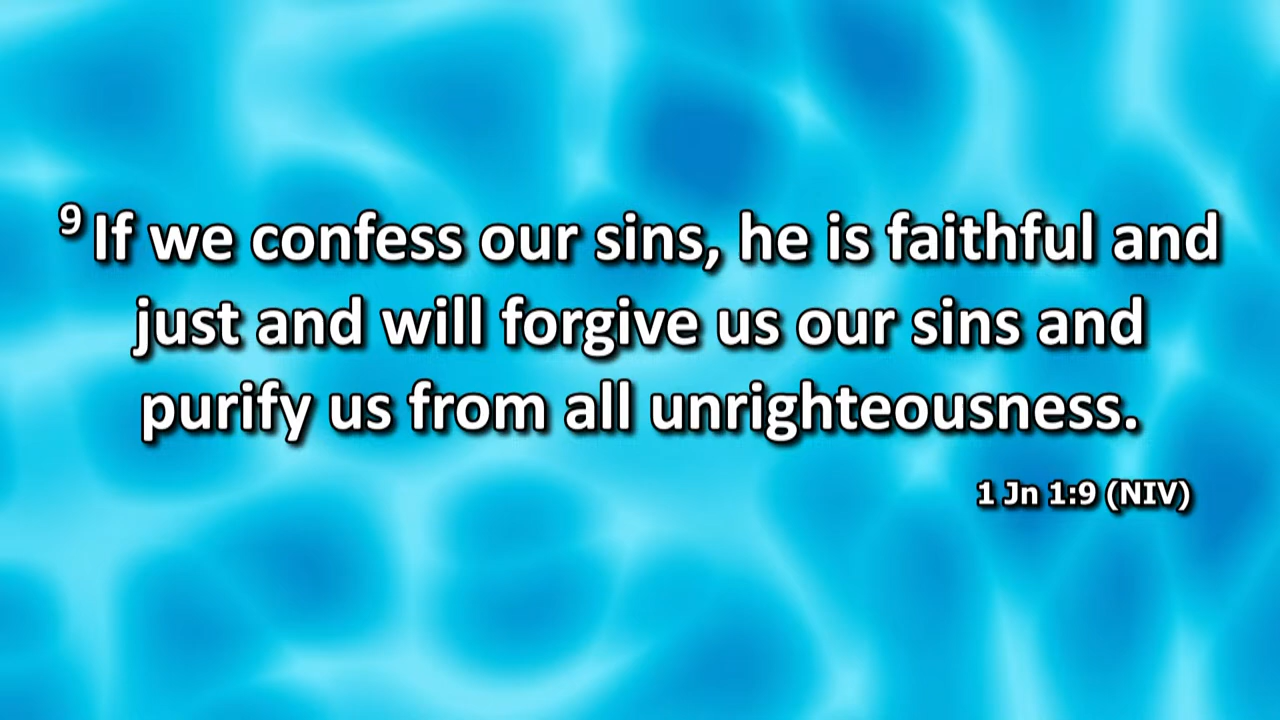 9 If we confess our sins, he is faithful and
just and will forgive us our sins and
purify us from all unrighteousness.
1 Jn 1:9 (NIV)